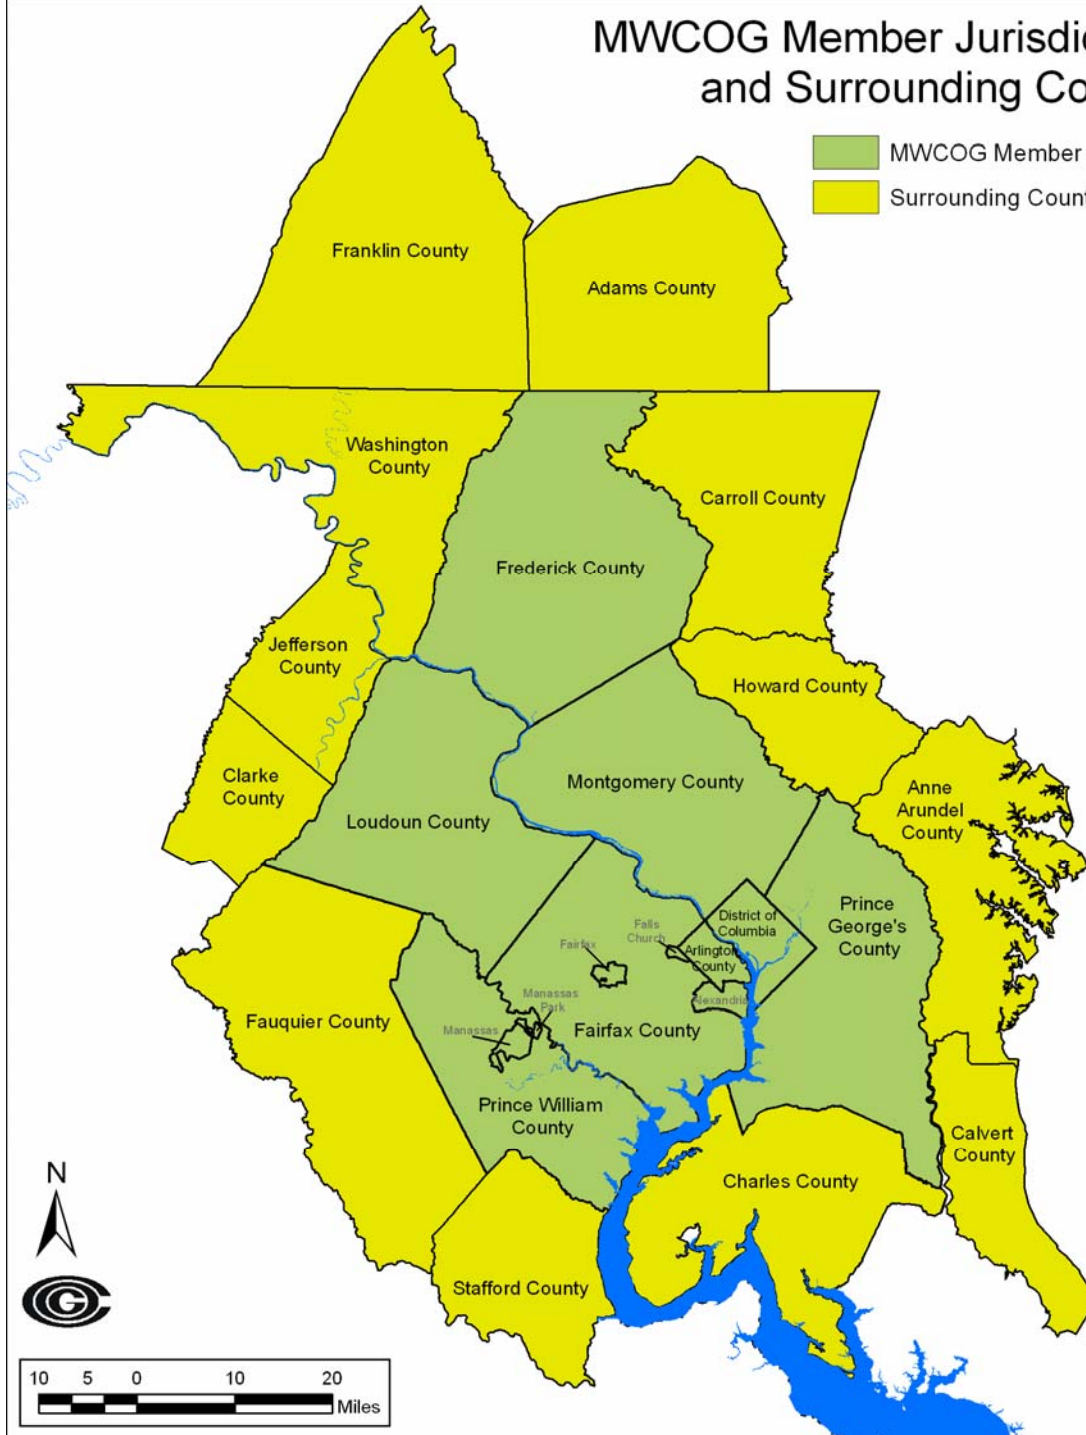 MWCOG Member Jurisdic
and Surrounding Co
MWCOG Member
Surrounding Count
Franklin County
Adams County
Washington
County
Carroll County
Frederick County
Jefferson
County
Howard County
Clarke
County
Montgomery County
Anne
Arundel
County
Loudoun County
Prince
George's
County
District of
Columbia
Falls
Church
Fairfax
Arlington
County
Manassas
Park
Alexandria
Fauquier County
Manassas
Fairfax County
Prince William
County
Calvert
County
Charles County
N
Stafford County
COG
10 5 0 10 20
Miles